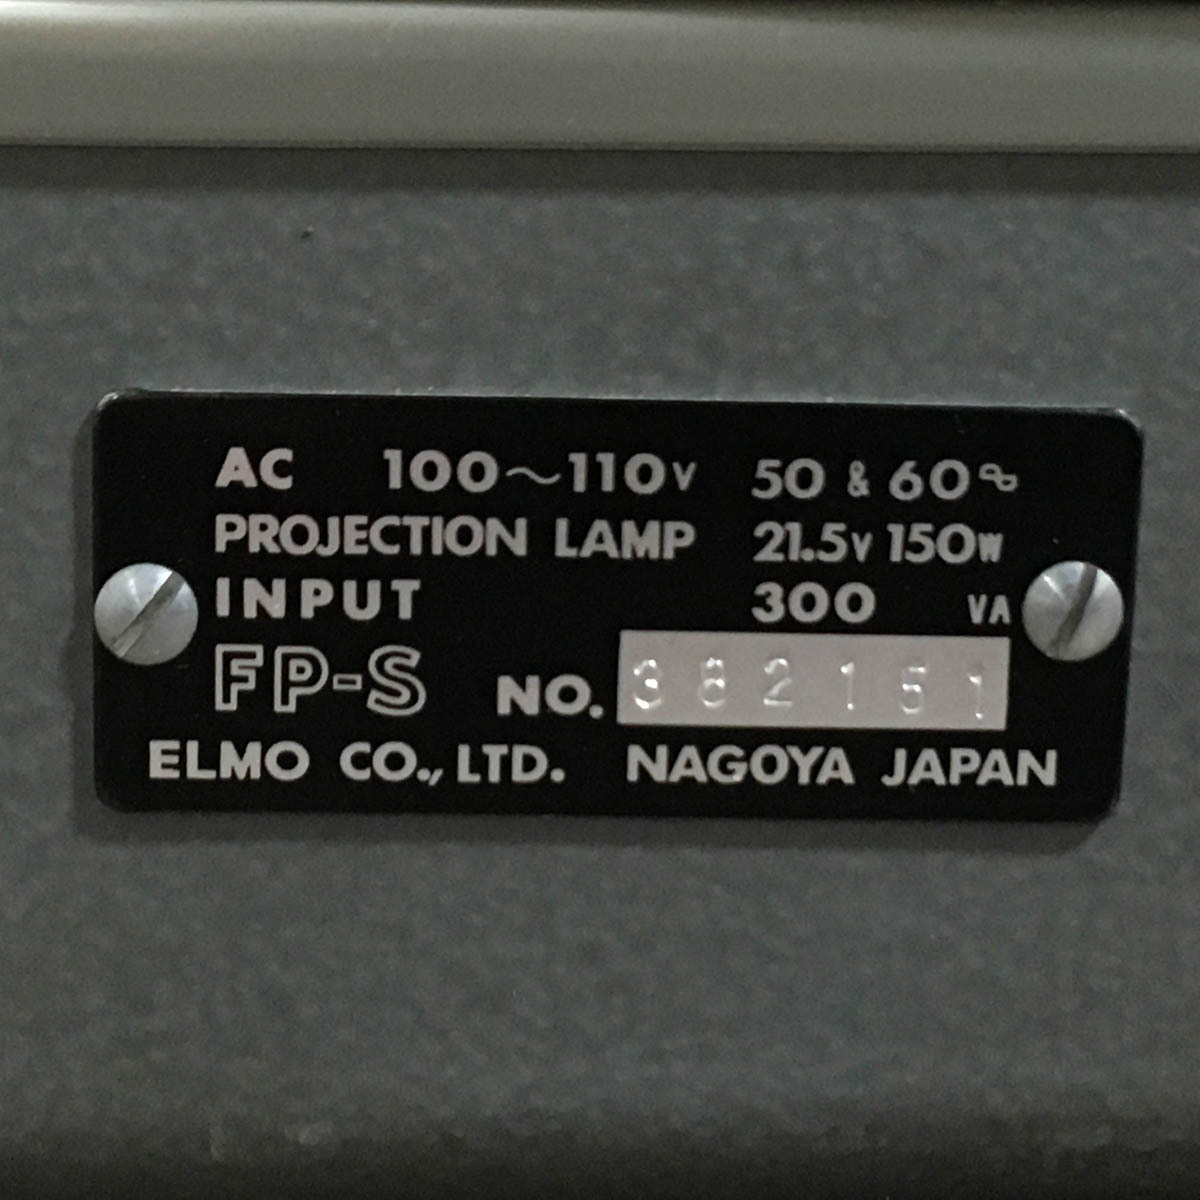 AC 100～110V 50 & 60
PROJECTION LAMP 21.5V 150W
INPUT 300 VA
FP-S NO. 382151
ELMO CO., LTD. NAGOYA JAPAN